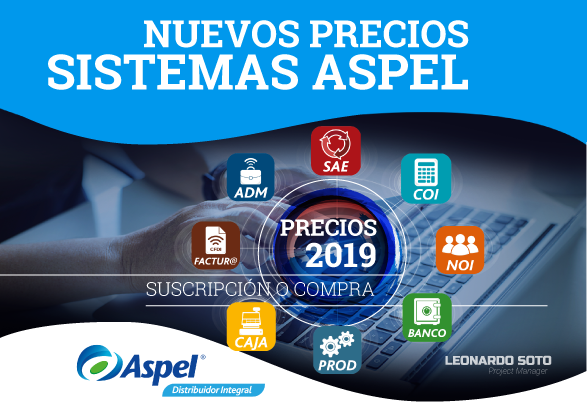 NUEVOS PRECIOS
SISTEMAS ASPEL
SAE
ADM
COI
PRECIOS
2019
CFDI
FACTUR@
NOI
SUSCRIPCIÓN O COMPRA
CAJA
BANCO
PROD
LEONARDO SOTO
Project Manager
Aspel®
Distribuidor Integral